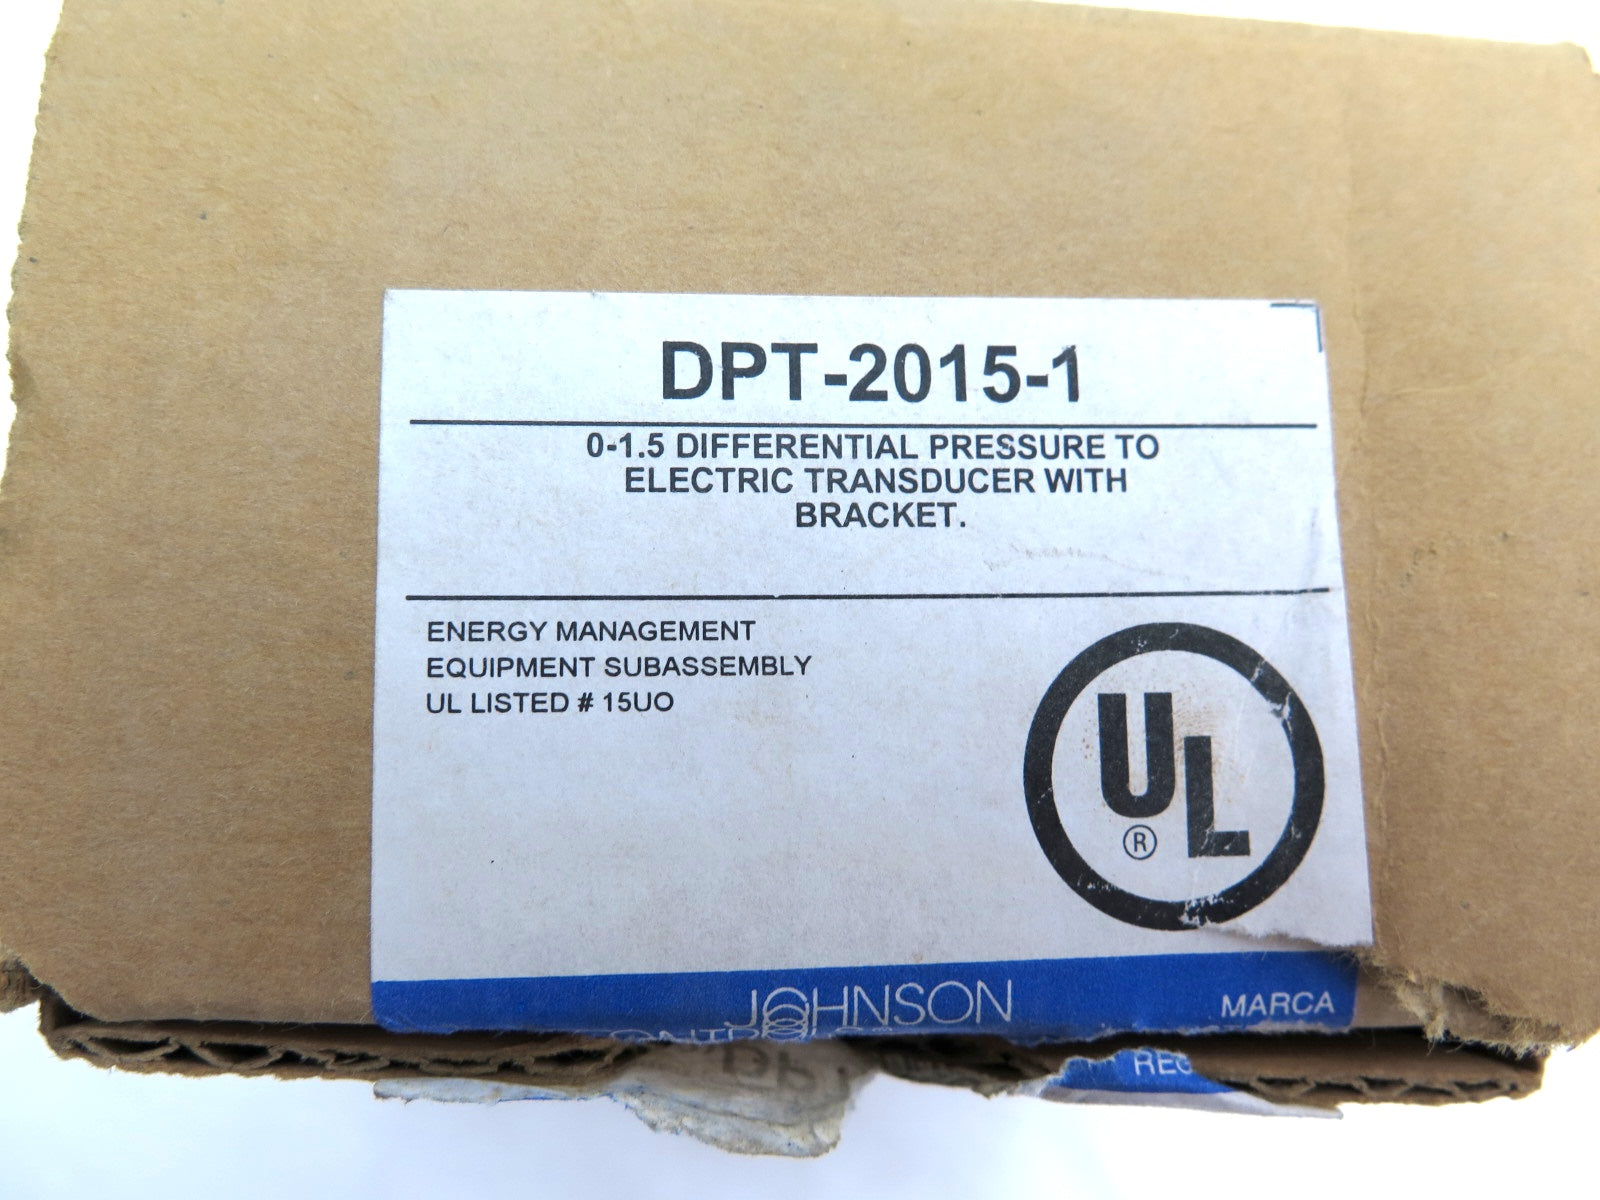 DPT-2015-1
0-1.5 DIFFERENTIAL PRESSURE TO
ELECTRIC TRANSDUCER WITH
BRACKET.
ENERGY MANAGEMENT
EQUIPMENT SUBASSEMBLY
UL LISTED # 15UO
UL
®
JOHNSON
MARCA